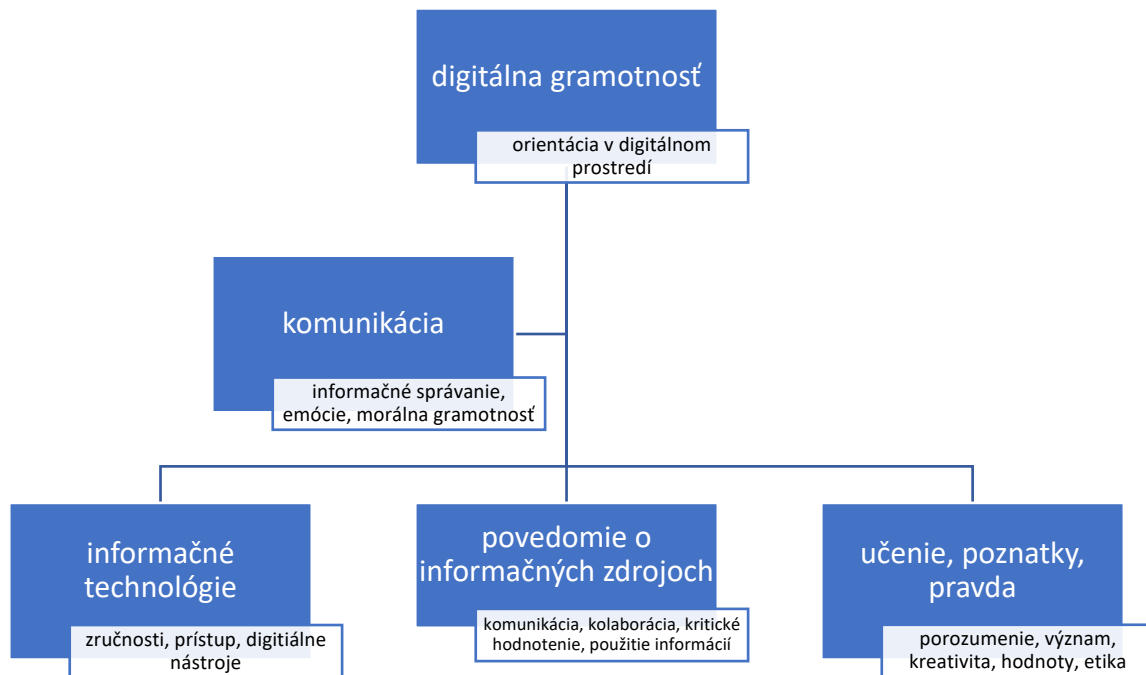 digitálna gramotnosť
orientácia v digitálnom
prostredí
komunikácia
informačné správanie,
emócie, morálna gramotnosť
informačné
technológie
zručnosti, prístup, digitiálne
nástroje
povedomie o
informačných zdrojoch
komunikácia, kolaborácia, kritické
hodnotenie, použitie informácií
učenie, poznatky,
pravda
porozumenie, význam,
kreativita, hodnoty, etika